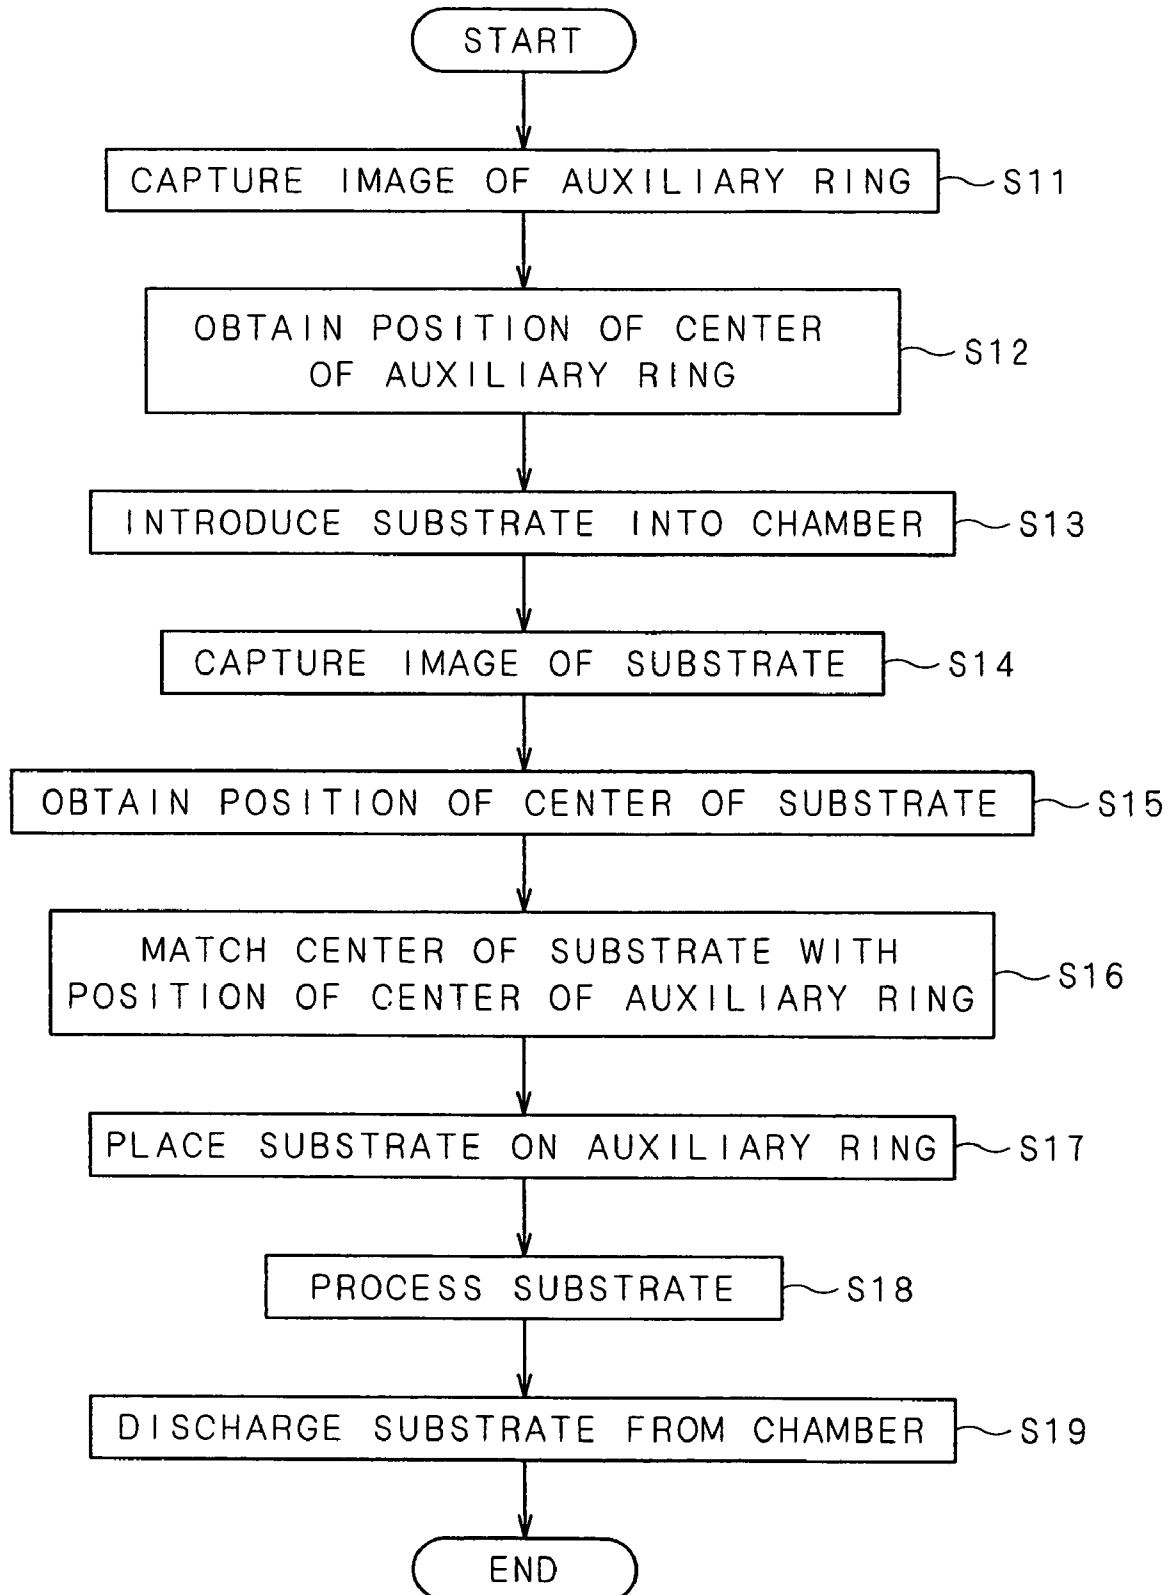 START
CAPTURE IMAGE OF AUXILIARY RING
S11
OBTAIN POSITION OF CENTER
OF AUXILIARY RING
S12
INTRODUCE SUBSTRATE INTO CHAMBER
S13
CAPTURE IMAGE OF SUBSTRATE
S14
OBTAIN POSITION OF CENTER OF SUBSTRATE
S15
MATCH CENTER OF SUBSTRATE WITH
POSITION OF CENTER OF AUXILIARY RING
S16
PLACE SUBSTRATE ON AUXILIARY RING
S17
PROCESS SUBSTRATE
S18
DISCHARGE SUBSTRATE FROM CHAMBER
S19
END